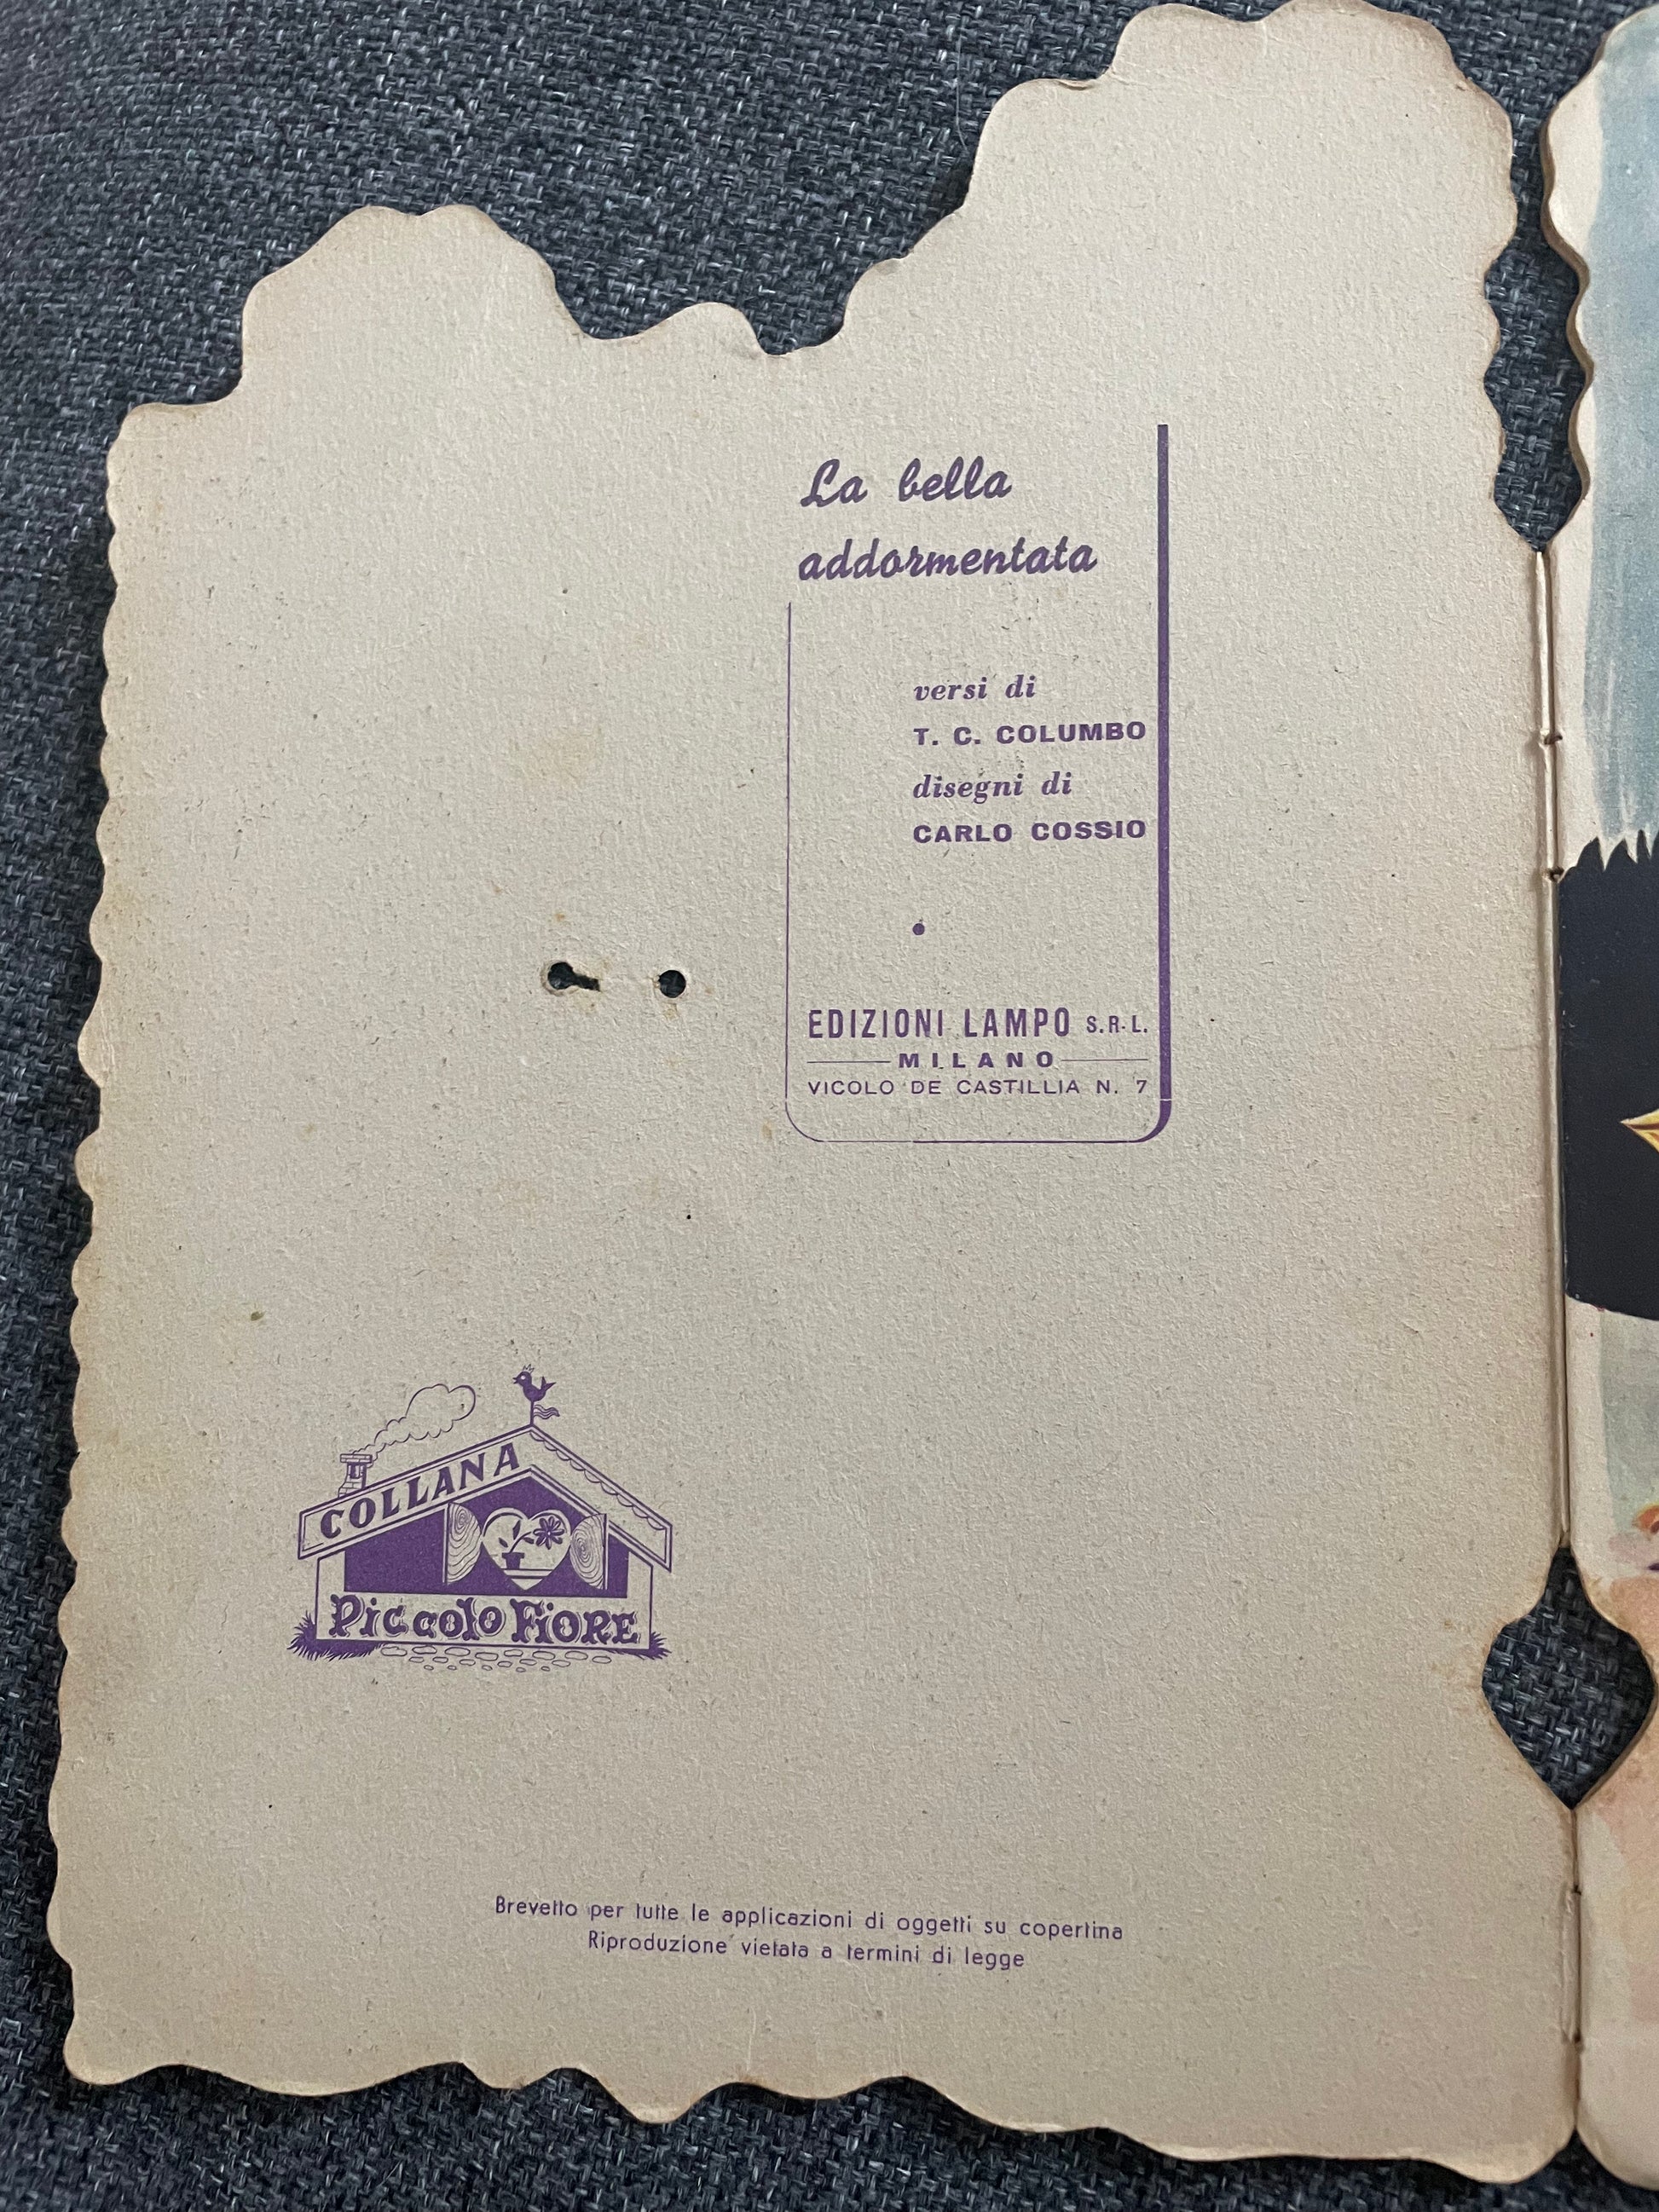 La bella
addormentata
versi di
T. C. COLUMBO
disegni di
CARLO COSSIO
EDIZIONI LAMPO S.R.L.
MILANO
VICOLO DE CASTILLIA N. 7
COLLANA
Piccolo FiORE
Brevetto per tutte le applicazioni di oggetti su copertina
Riproduzione vietata a termini di legge